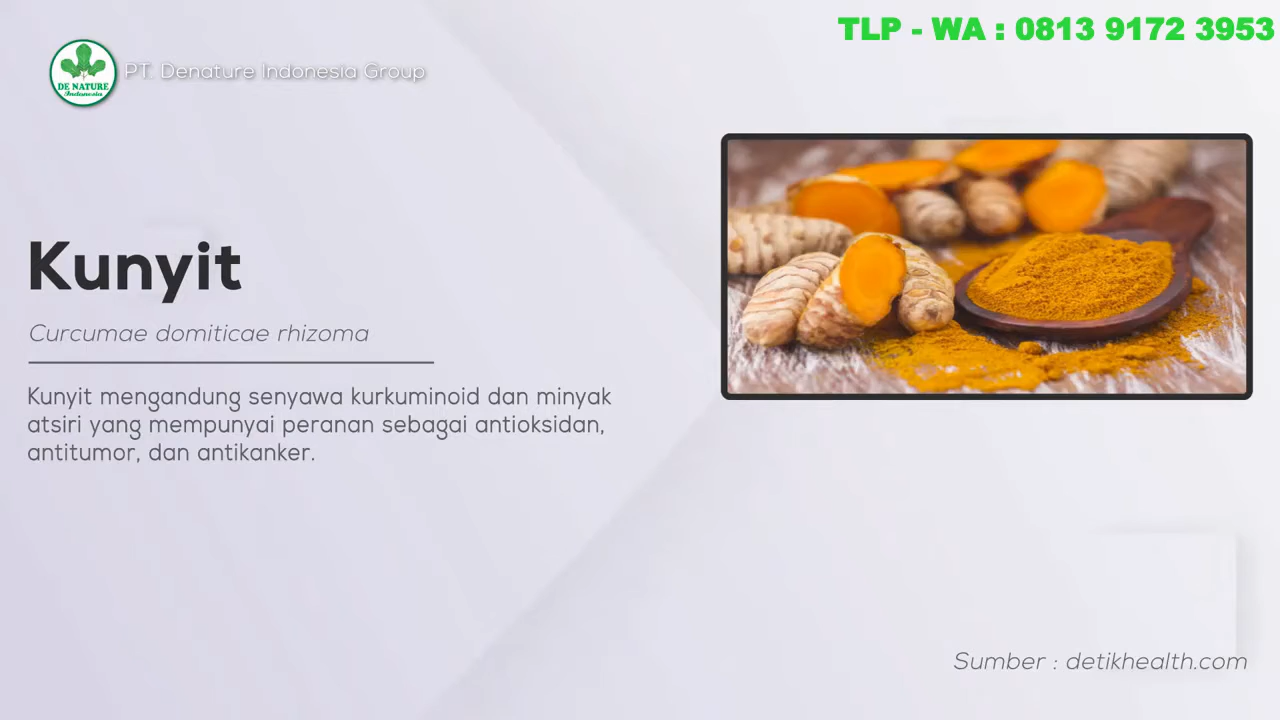 TLP - WA : 0813 9172 3953
DE NATURE
Indonesia
PT. Denature Indonesia Group
Kunyit
Curcumae domiticae rhizoma
Kunyit mengandung senyawa kurkuminoid dan minyak
atsiri yang mempunyai peranan sebagai antioksidan,
antitumor, dan antikanker.
Sumber : detikhealth.com